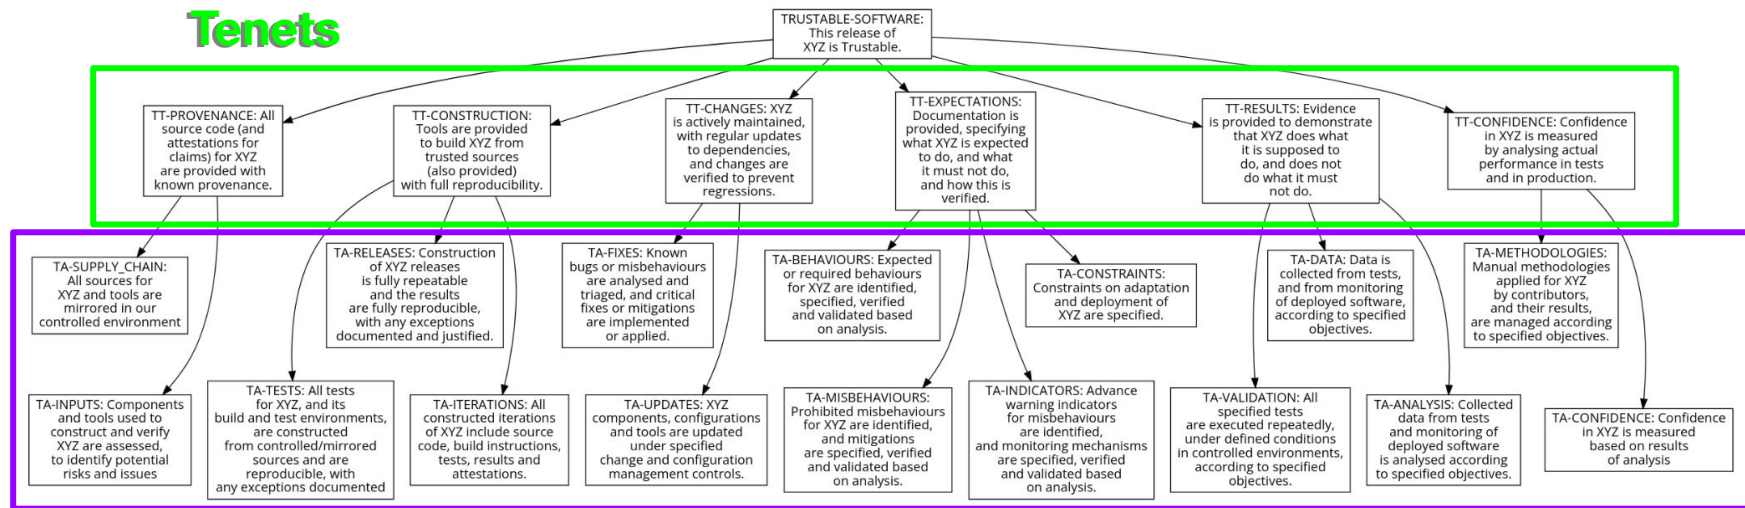 Tenets
TRUSTABLE-SOFTWARE:
This release of
XYZ is Trustable.
TT-PROVENANCE: All
source code (and
attestations for
claims) for XYZ
are provided with
known provenance.
TT-CONSTRUCTION:
Tools are provided
to build XYZ from
trusted sources
(also provided)
with full reproducibility.
TT-CHANGES: XYZ
is actively maintained,
with regular updates
to dependencies,
and changes are
verified to prevent
regressions.
TT-EXPECTATIONS:
Documentation is
provided, specifying
what XYZ is expected
to do, and what
it must not do,
and how this is
verified.
TT-RESULTS: Evidence
is provided to demonstrate
that XYZ does what
it is supposed to
do, and does not
do what it must
not do.
TT-CONFIDENCE: Confidence
in XYZ is measured
by analysing actual
performance in tests
and in production.
TA-SUPPLY_CHAIN:
All sources for
XYZ and tools are
mirrored in our
controlled environment
TA-RELEASES: Construction
of XYZ releases
is fully repeatable
and the results
are fully reproducible,
with any exceptions
documented and justified.
TA-FIXES: Known
bugs or misbehaviours
are analysed and
triaged, and critical
fixes or mitigations
are implemented
or applied.
TA-BEHAVIOURS: Expected
or required behaviours
for XYZ are identified,
specified, verified
and validated based
on analysis.
TA-CONSTRAINTS:
Constraints on adaptation
and deployment of
XYZ are specified.
TA-DATA: Data is
collected from tests,
and from monitoring
of deployed software,
according to specified
objectives.
TA-METHODOLOGIES:
Manual methodologies
applied for XYZ
by contributors,
and their results,
are managed according
to specified objectives.
TA-INPUTS: Components
and tools used to
construct and verify
XYZ are assessed,
to identify potential
risks and issues
TA-TESTS: All tests
for XYZ, and its
build and test environments,
are constructed
from controlled/mirrored
sources and are
reproducible, with
any exceptions documented
TA-ITERATIONS: All
constructed iterations
of XYZ include source
code, build instructions,
tests, results and
attestations.
TA-UPDATES: XYZ
components, configurations
and tools are updated
under specified
change and configuration
management controls.
TA-MISBEHAVIOURS:
Prohibited misbehaviours
for XYZ are identified,
and mitigations
are specified, verified
and validated based
on analysis.
TA-INDICATORS: Advance
warning indicators
for misbehaviours
are identified,
and monitoring mechanisms
are specified, verified
and validated based
on analysis.
TA-VALIDATION: All
specified tests
are executed repeatedly,
under defined conditions
in controlled environments,
according to specified
objectives.
TA-ANALYSIS: Collected
data from tests
and monitoring of
deployed software
is analysed according
to specified objectives.
TA-CONFIDENCE: Confidence
in XYZ is measured
based on results
of analysis